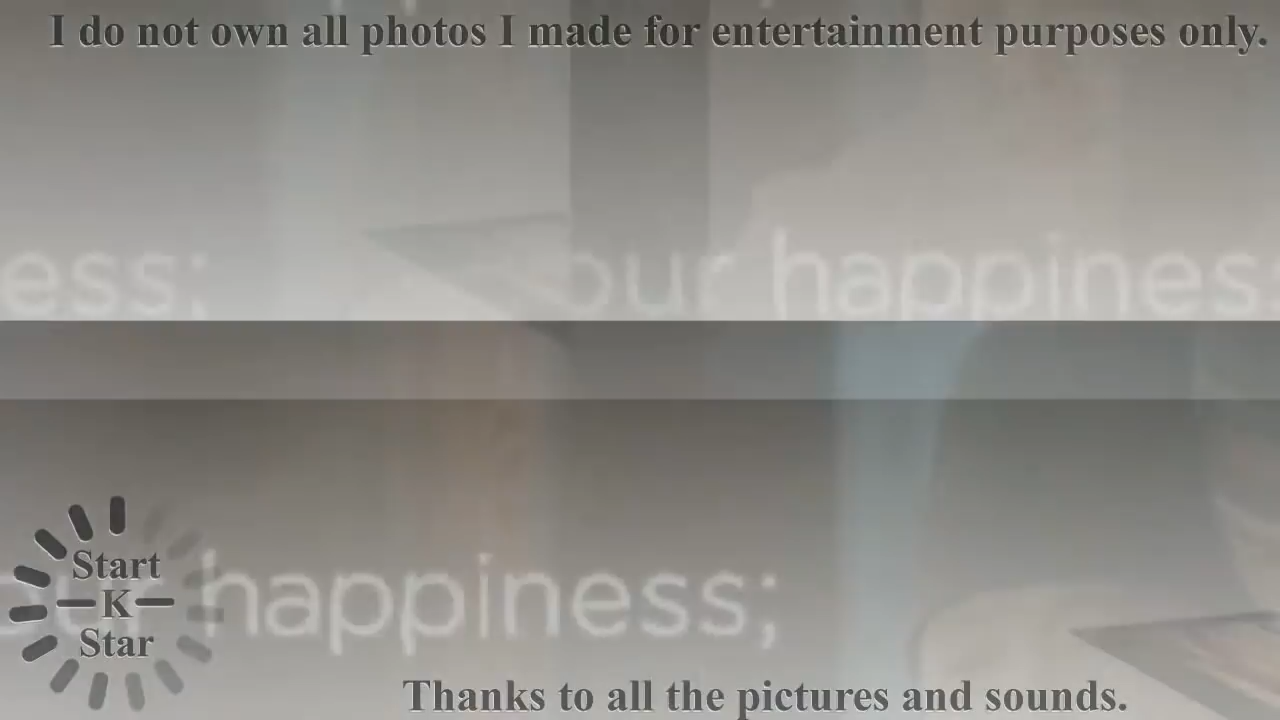 I do not own all photos I made for entertainment purposes only.
ess; our happiness;
our happiness;
Start
K
Star
Thanks to all the pictures and sounds.